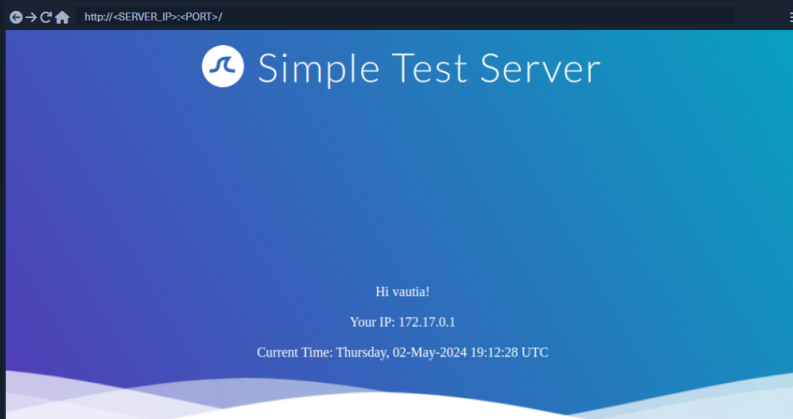 http://<SERVER_IP>:<PORT>/
Simple Test Server
Hi vautia!
Your IP: 172.17.0.1
Current Time: Thursday, 02-May-2024 19:12:28 UTC